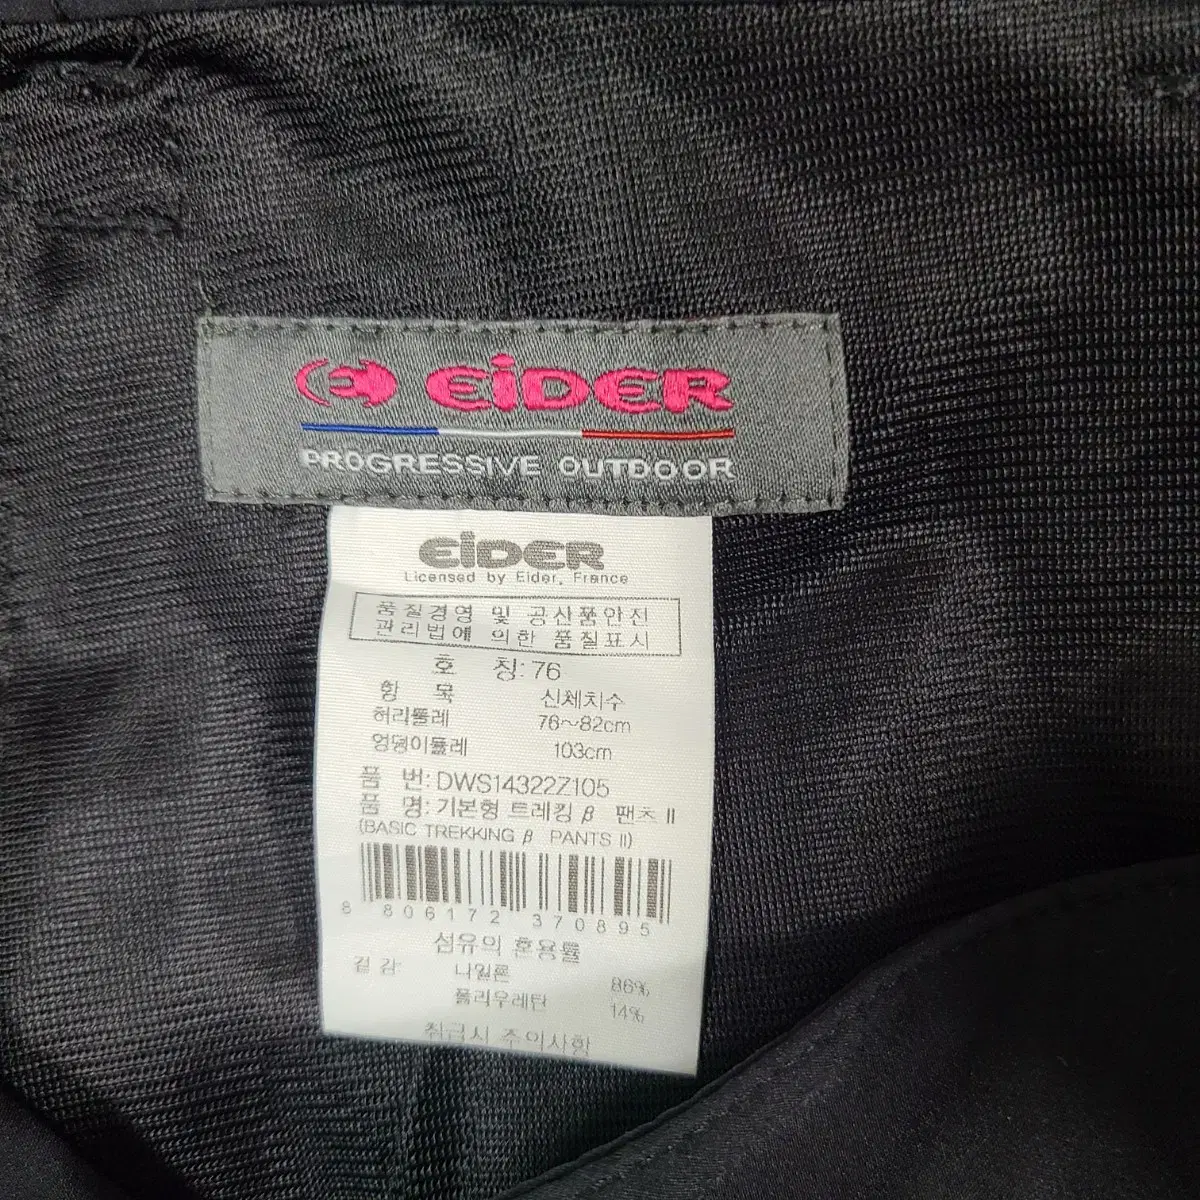 EiDER
PROGRESSIVE OUTDOOR
EiDER
Licensed by Eider, France
품질경영 및 공산품안전
관리법에 의한 품질표시
호 칭: 76
항 목 신체치수
허리둘레 76~82cm
엉덩이둘레 103cm
품 번: DWS14322Z105
품 명: 기본형 트레킹 β 팬츠 II
(BASIC TREKKING β PANTS II)
8 806172 370895
섬유의 혼용률
겉감 나일론 86%
폴리우레탄 14%
취급시 주의사항